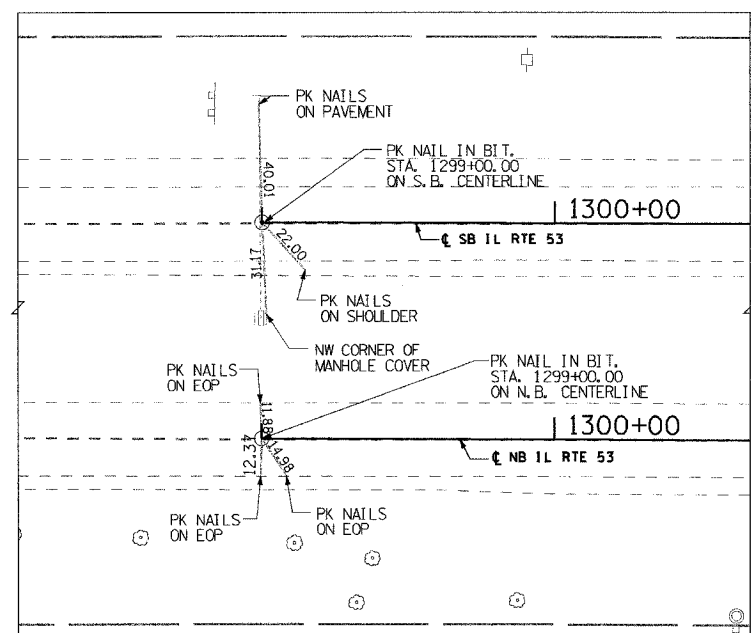 PK NAILS
ON PAVEMENT
PK NAIL IN BIT.
STA. 1299+00.00
ON S.B. CENTERLINE
40.01
1300+00
℄ SB IL RTE 53
22.00
31.17
PK NAILS
ON SHOULDER
NW CORNER OF
MANHOLE COVER
PK NAILS
ON EOP
PK NAIL IN BIT.
STA. 1299+00.00
ON N.B. CENTERLINE
11.88
1300+00
℄ NB IL RTE 53
12.37
14.98
PK NAILS
ON EOP
PK NAILS
ON EOP